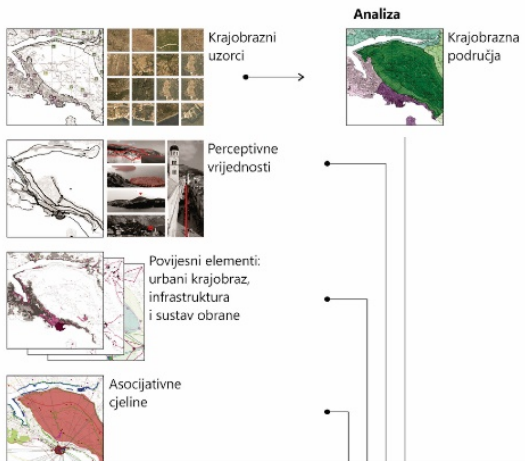 Analiza
Krajobrazni
uzorci
Krajobrazna
područja
Perceptivne
vrijednosti
Povijesni elementi:
urbani krajobraz,
infrastruktura
i sustav obrane
Asocijativne
cjeline